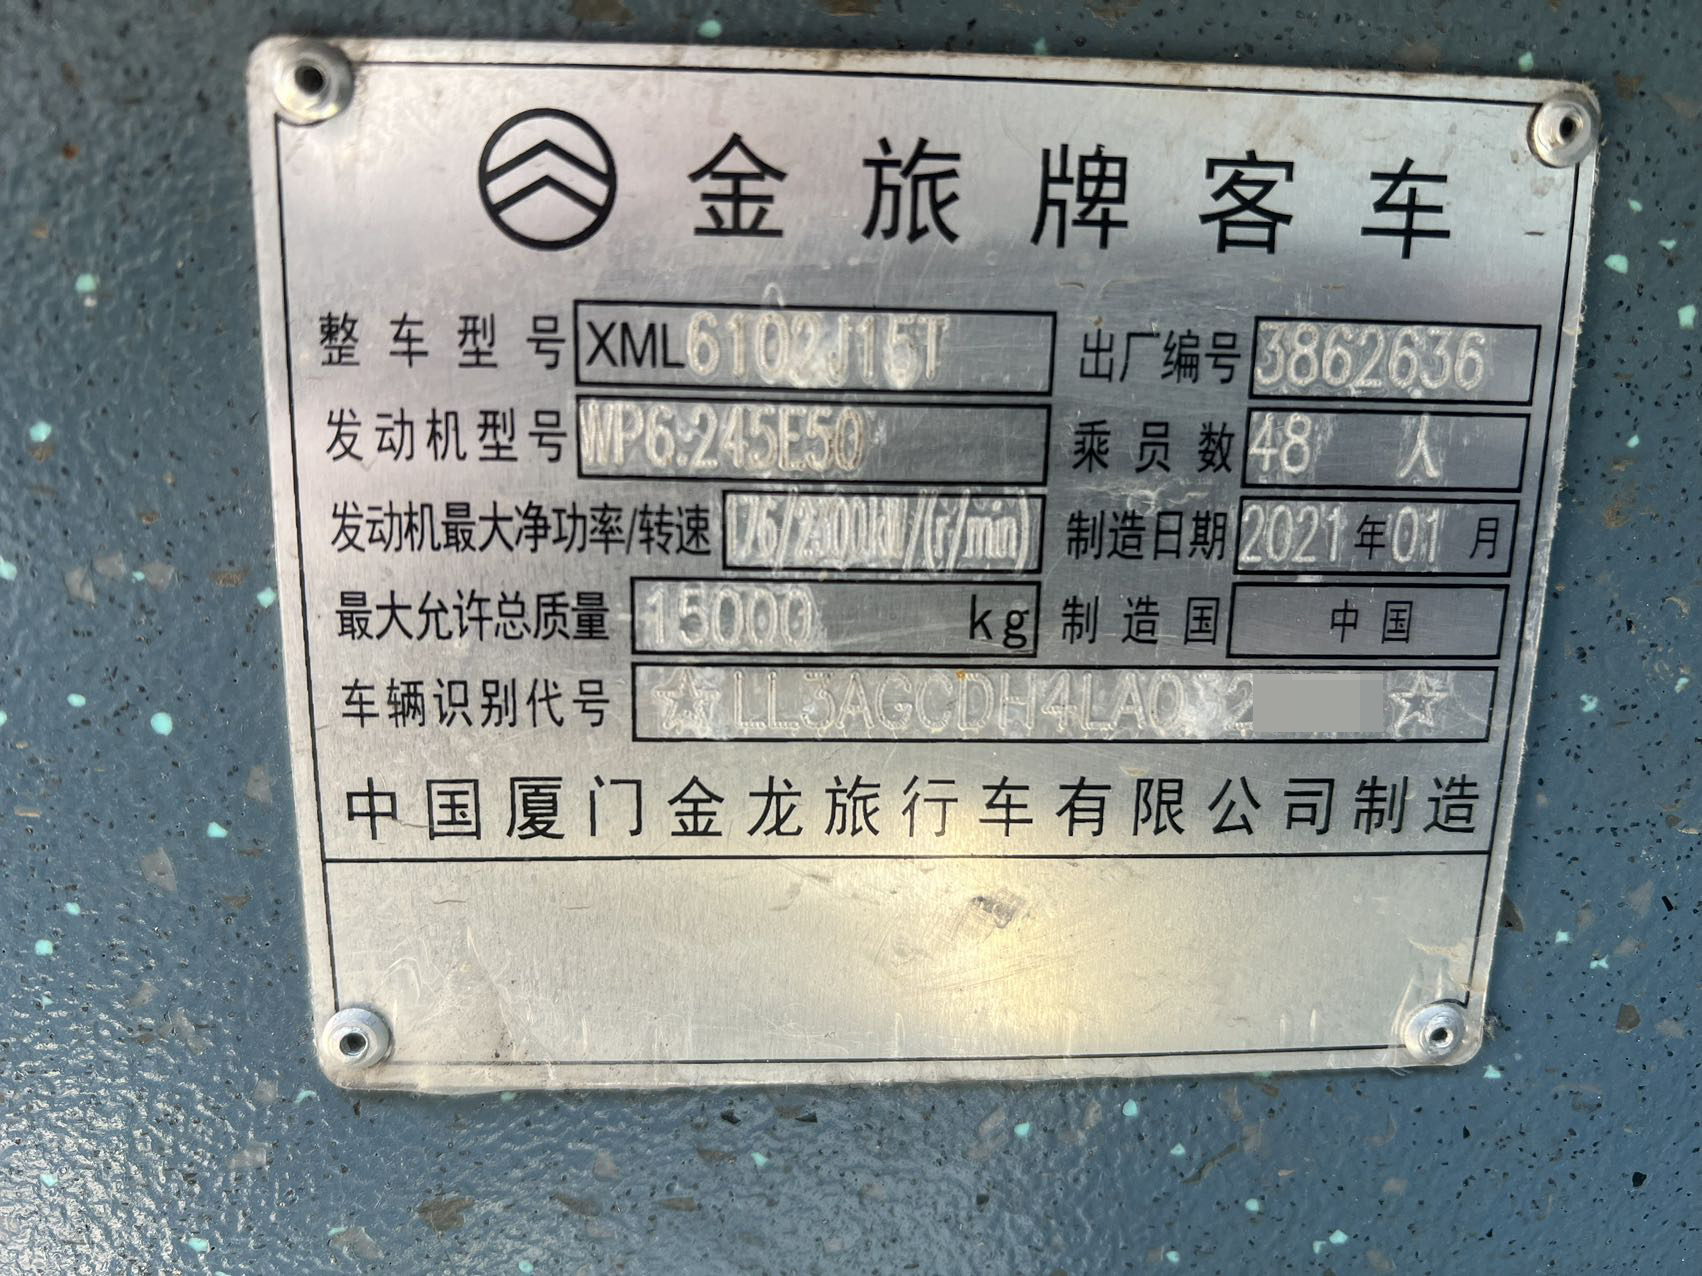 金旅牌客车
整车型号 XML6102J15T 出厂编号 3862636
发动机型号 WP6.245E50 乘员数 48 人
发动机最大净功率/转速 kW/(r/min) 制造日期 2021年01月
最大允许总质量 15000 kg 制造国 中国
车辆识别代号 ☆LL3AGCDH4LA0 2 ☆
中国厦门金龙旅行车有限公司制造